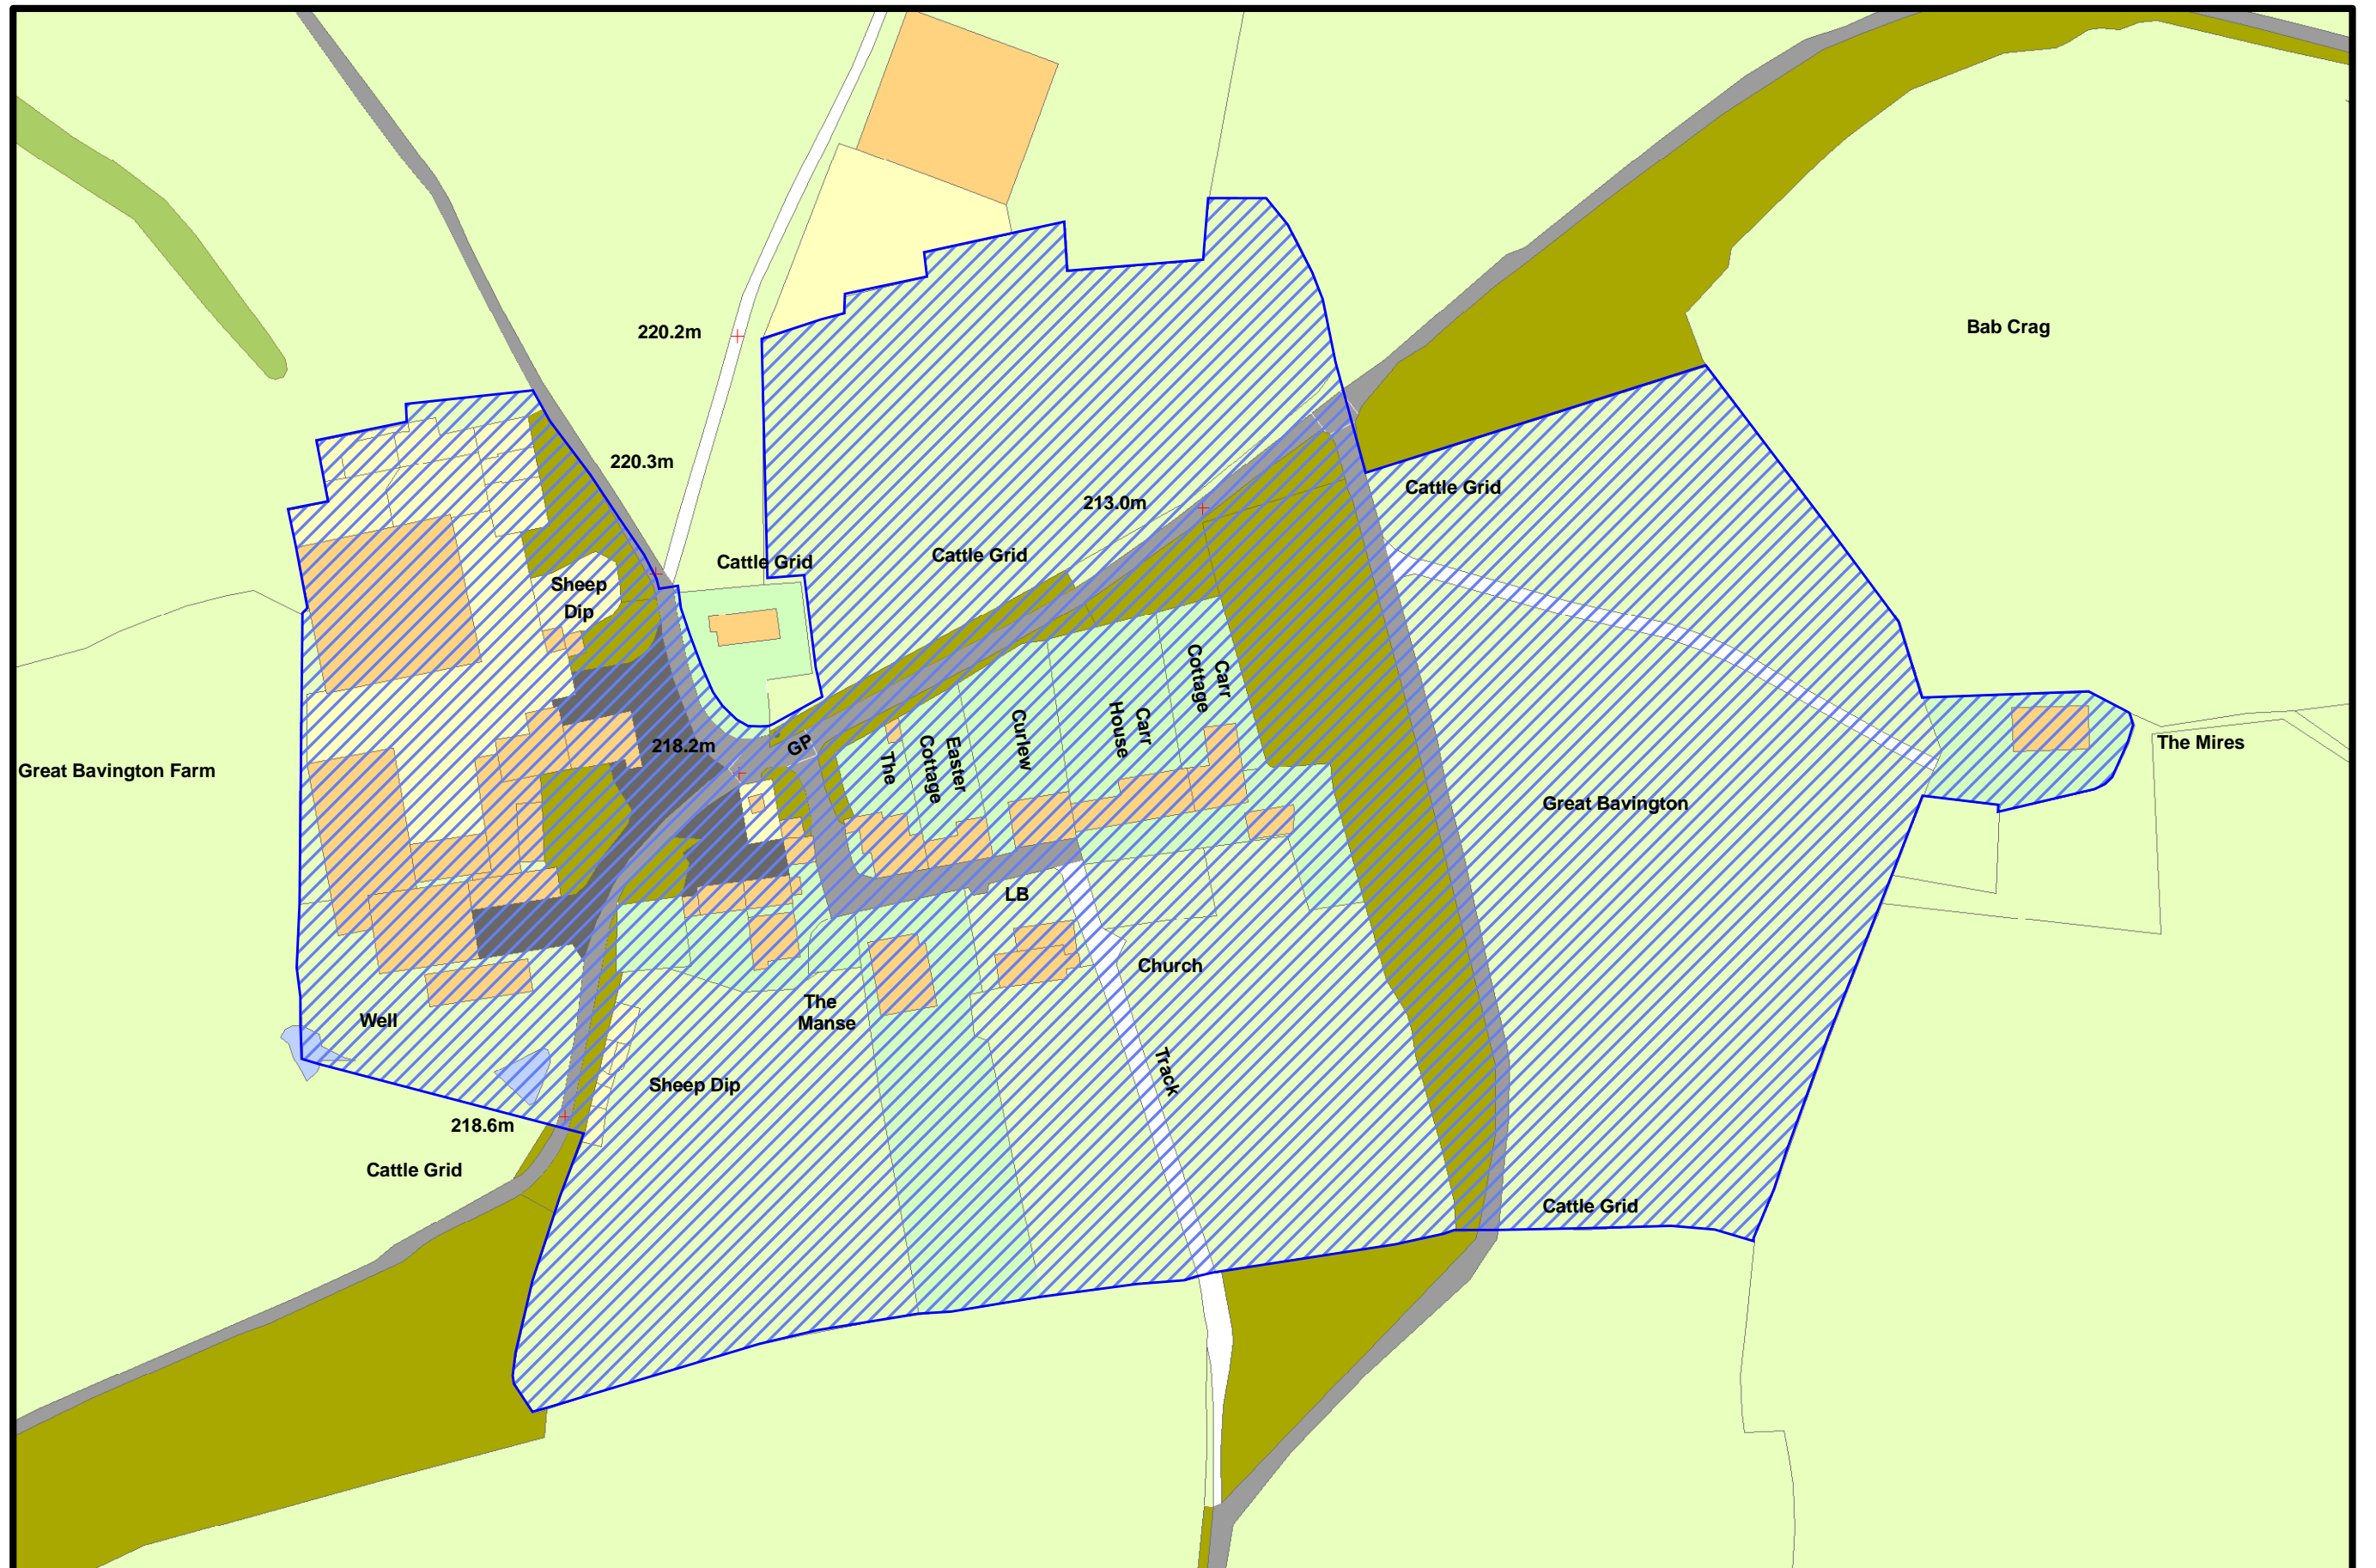 Bab Crag
220.2m
220.3m
Cattle Grid
213.0m
Cattle Grid
Cattle Grid
Sheep
Dip
Carr
Cottage
Carr
House
Curlew
Easter
Cottage
The
GP
218.2m
The Mires
Great Bavington Farm
Great Bavington
LB
Church
The
Manse
Well
Track
Sheep Dip
218.6m
Cattle Grid
Cattle Grid